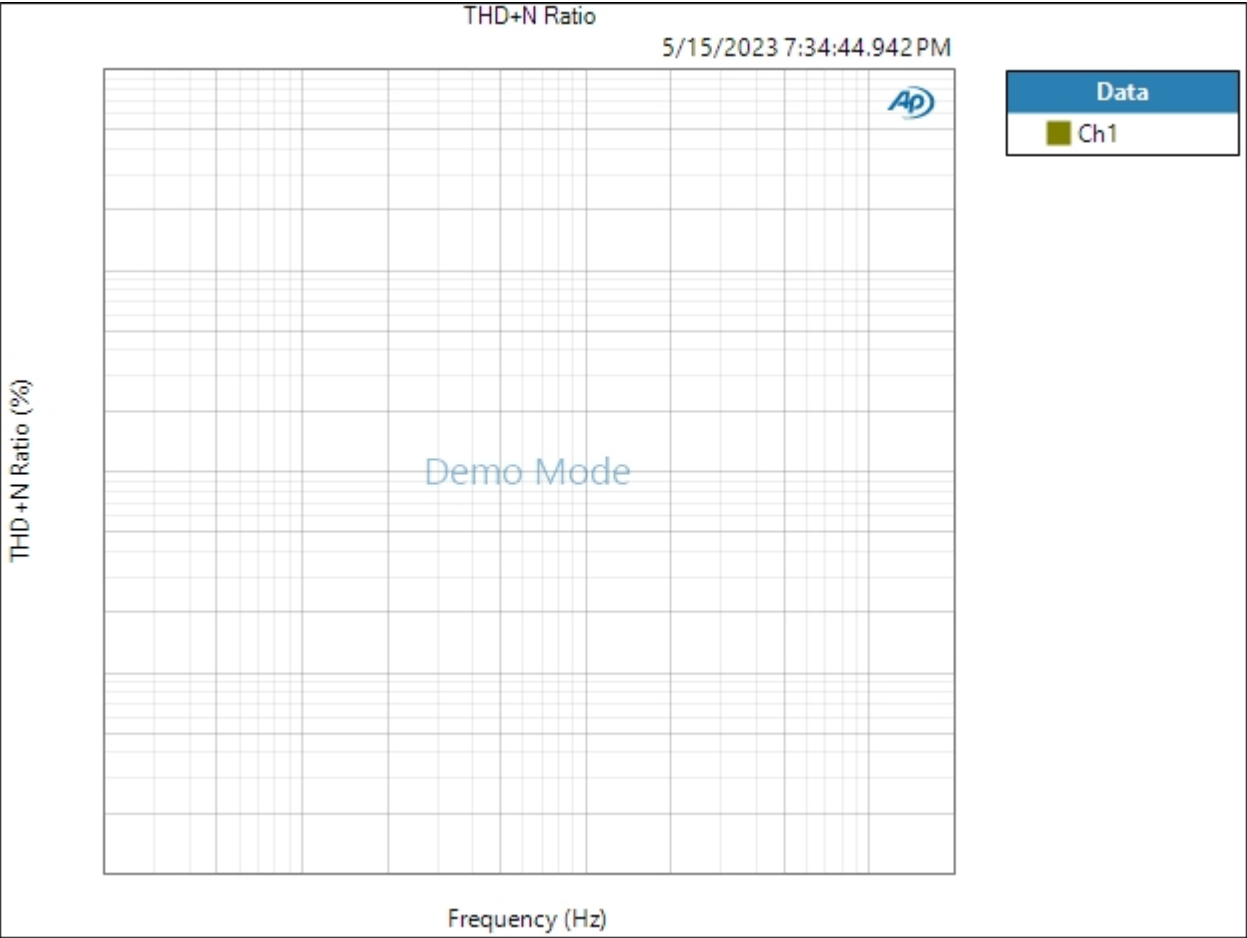 THD+N Ratio
5/15/2023 7:34:44.942 PM
AP
Data
Ch1
THD+N Ratio (%)
Demo Mode
Frequency (Hz)